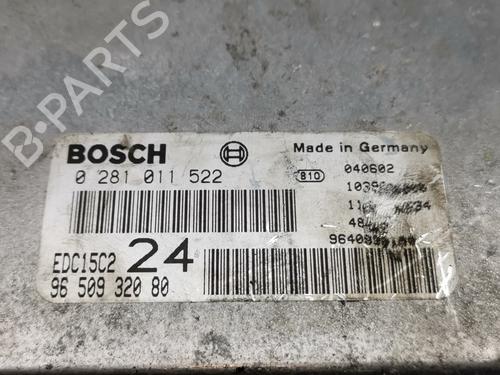 B-PARTS
BOSCH
Made in Germany
0 281 011 522
810
040602
EDC15C2 24
96 509 320 80